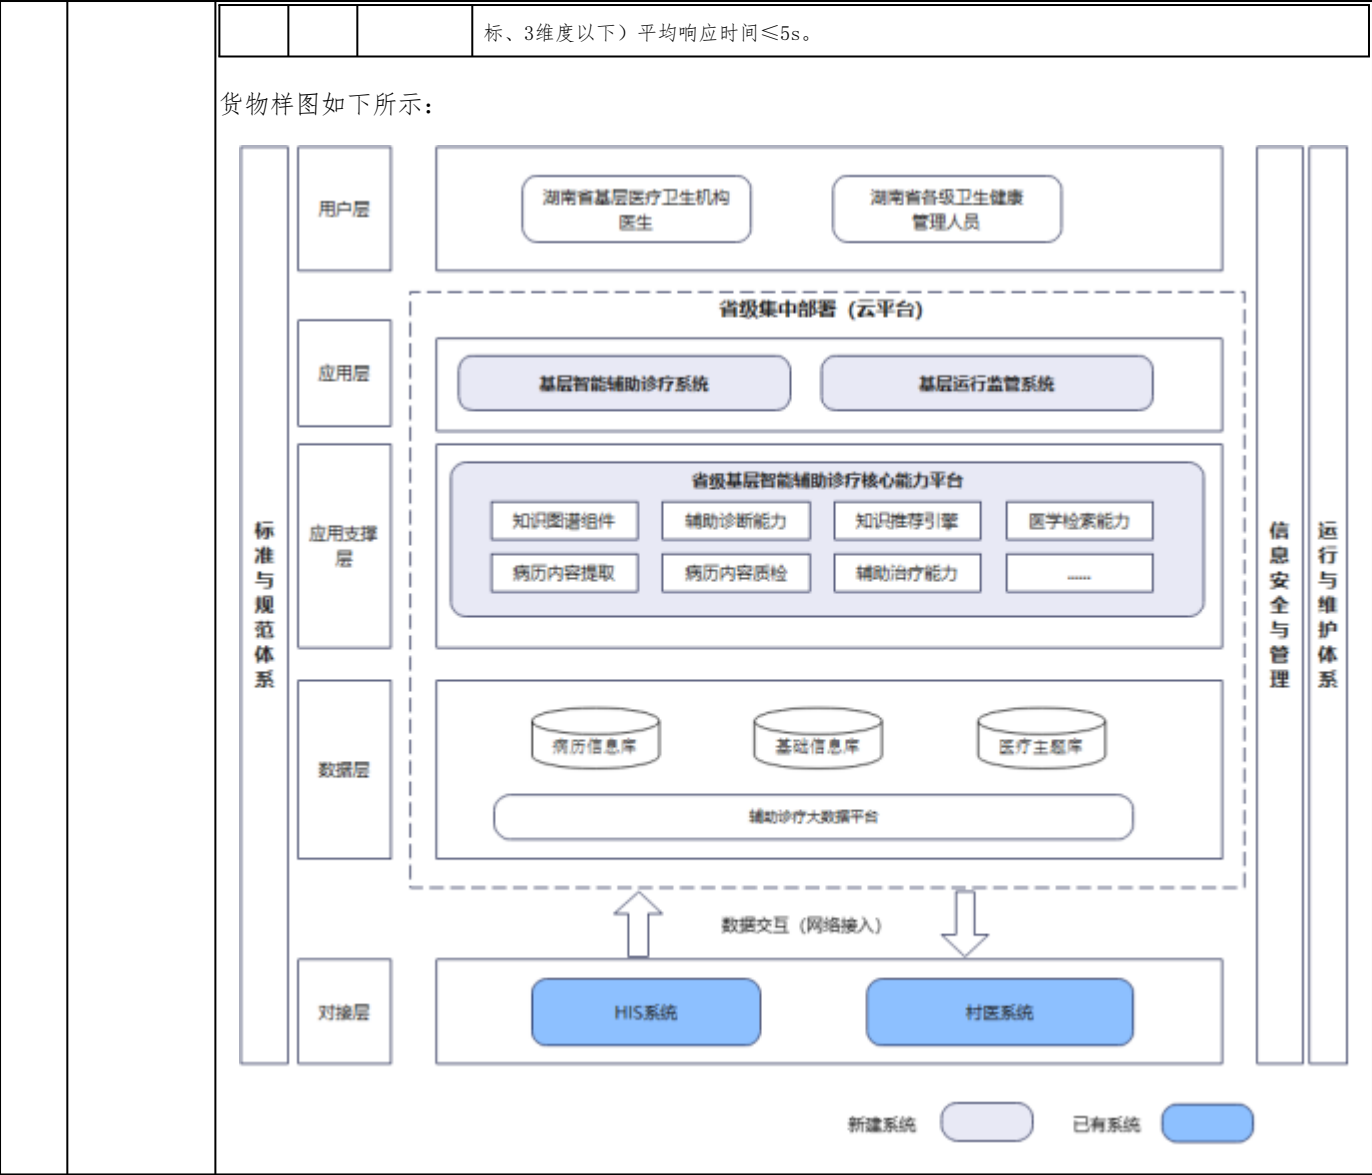 标、3维度以下）平均响应时间≤5s。
货物样图如下所示：
用户层
湖南省基层医疗卫生机构
医生
湖南省各级卫生健康
管理人员
省级集中部署（云平台）
应用层
基层智能辅助诊疗系统
基层运行监管系统
应用支撑
层
省级基层智能辅助诊疗核心能力平台
知识图谱组件
辅助诊断能力
知识推荐引擎
医学检索能力
病历内容提取
病历内容质检
辅助治疗能力
......
数据层
病历信息库
基础信息库
医疗主题库
辅助诊疗大数据平台
数据交互（网络接入）
对接层
HIS系统
村医系统
标准与规范体系
信息安全与管理
运行与维护体系
新建系统
已有系统